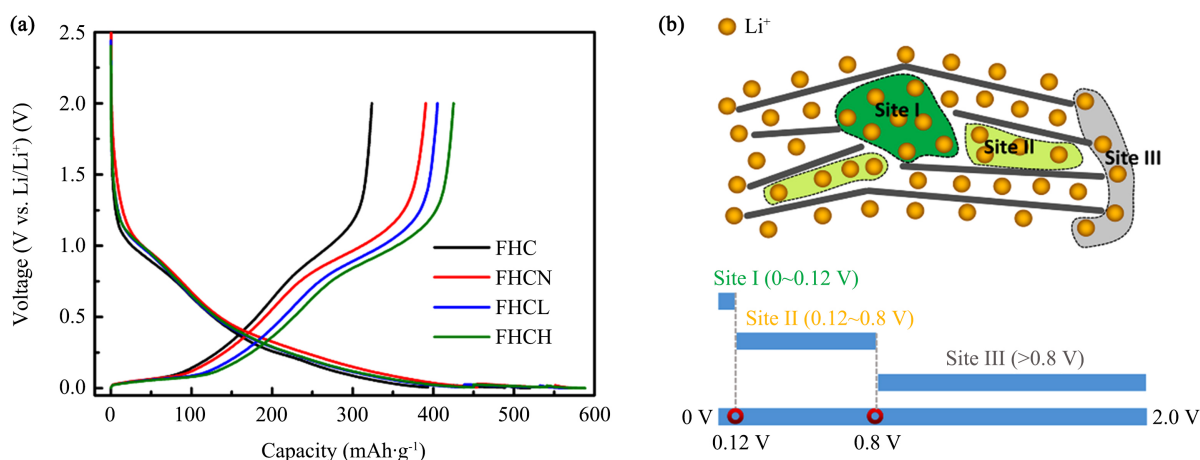 (a)
2.5
2.0
1.5
1.0
0.5
0.0
Voltage (V vs. Li/Li⁺) (V)
FHC
FHCN
FHCL
FHCH
0 100 200 300 400 500 600
Capacity (mAh·g⁻¹)
(b)
Li⁺
Site I
Site II
Site III
Site I (0~0.12 V)
Site II (0.12~0.8 V)
Site III (>0.8 V)
0 V
2.0 V
0.12 V
0.8 V